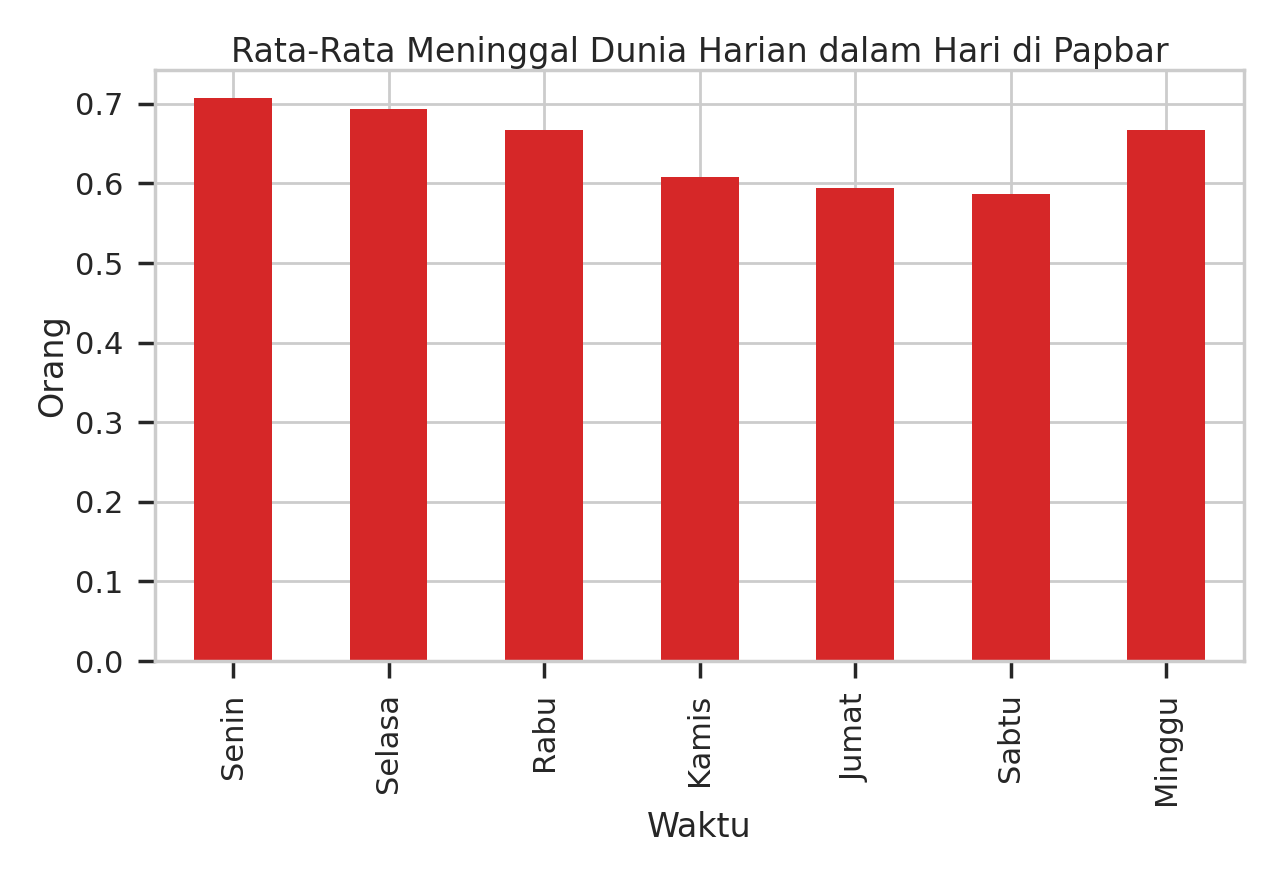 Rata-Rata Meninggal Dunia Harian dalam Hari di Papbar
0.7
0.6
0.5
0.4
0.3
0.2
0.1
0.0
Orang
Senin
Selasa
Rabu
Kamis
Jumat
Sabtu
Minggu
Waktu